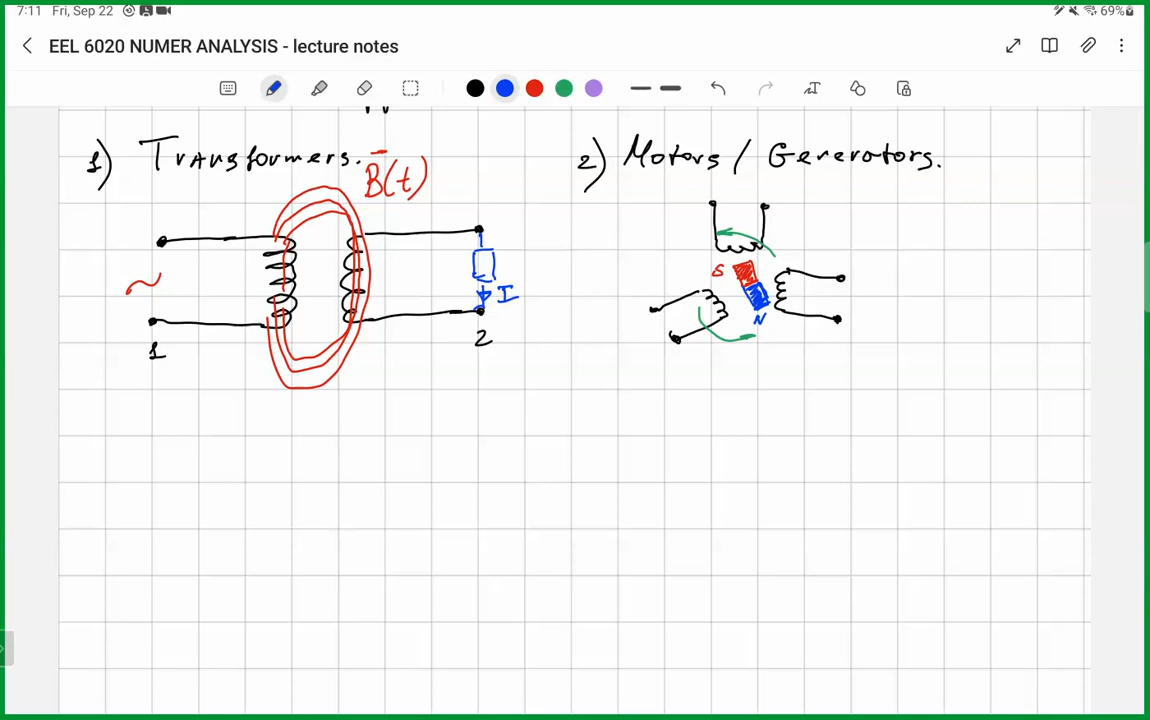 7:11 Fri, Sep 22
69%
EEL 6020 NUMER ANALYSIS - lecture notes
1) Transformers.
B̄(t)
~
I
1
2
2) Motors / Generators.
S
N